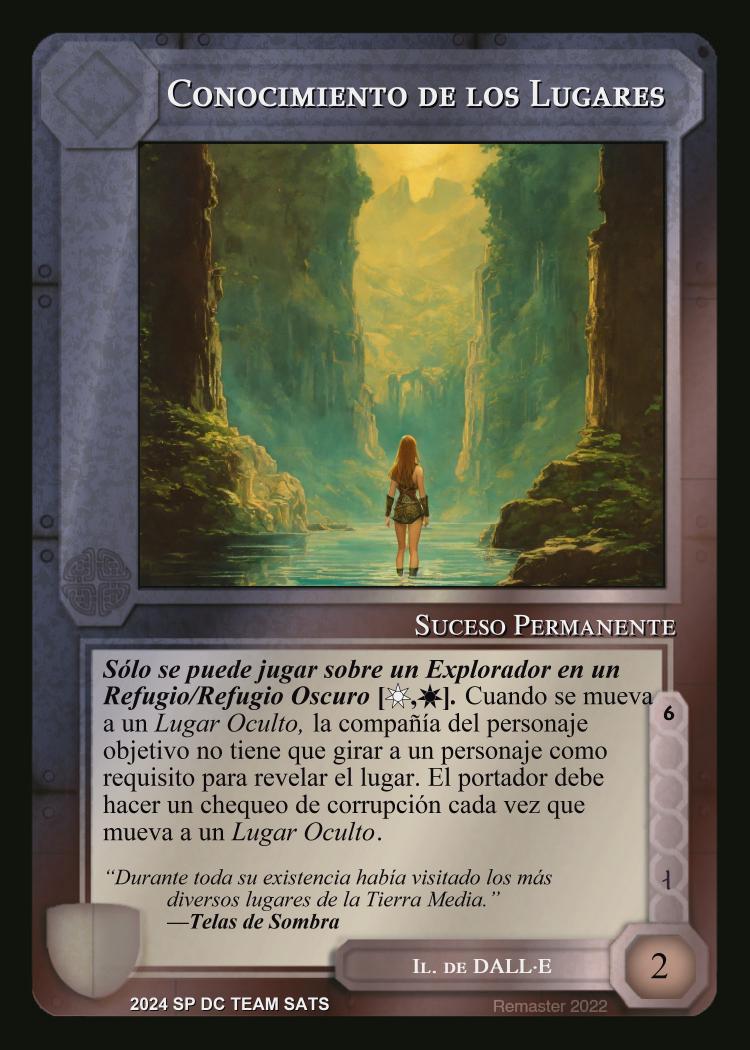 Conocimiento de los Lugares
Suceso Permanente
Sólo se puede jugar sobre un Explorador en un
Refugio/Refugio Oscuro [☼,★]. Cuando se mueva
a un Lugar Oculto, la compañía del personaje
objetivo no tiene que girar a un personaje como
requisito para revelar el lugar. El portador debe
hacer un chequeo de corrupción cada vez que
mueva a un Lugar Oculto.
6
“Durante toda su existencia había visitado los más
diversos lugares de la Tierra Media.”
—Telas de Sombra
Il. de DALL·E
2
2024 SP DC TEAM SATS
Remaster 2022